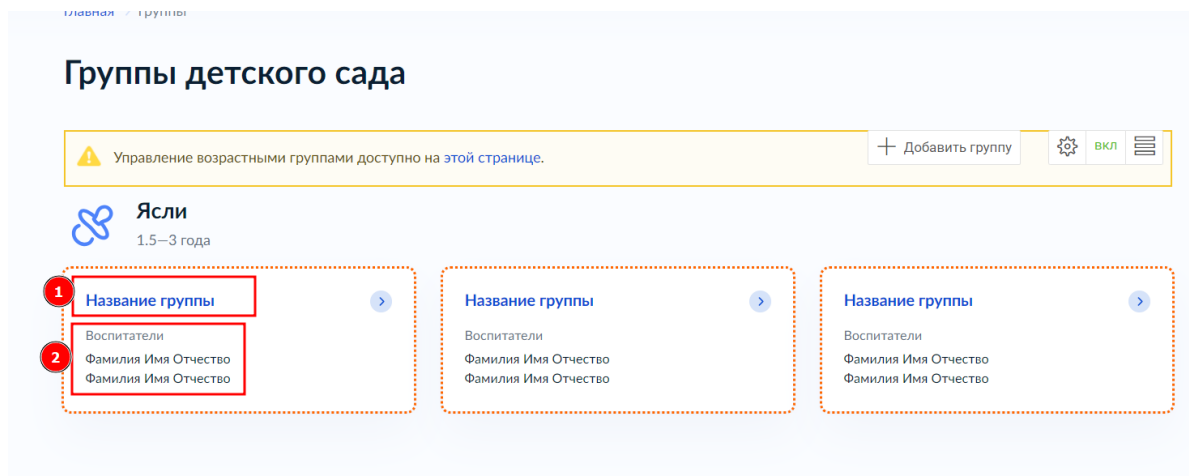 Главная > Группы
Группы детского сада
Управление возрастными группами доступно на этой странице.
Добавить группу
вкл
Ясли
1.5—3 года
1
Название группы
Воспитатели
2
Фамилия Имя Отчество
Фамилия Имя Отчество
Название группы
Воспитатели
Фамилия Имя Отчество
Фамилия Имя Отчество
Название группы
Воспитатели
Фамилия Имя Отчество
Фамилия Имя Отчество